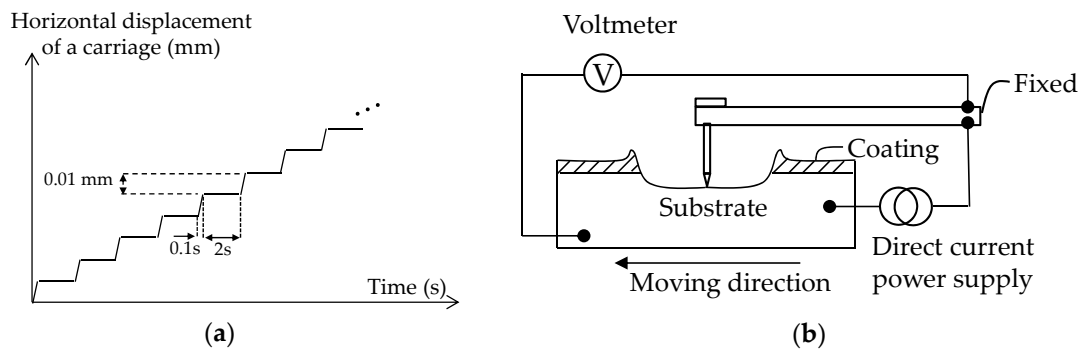 Horizontal displacement
of a carriage (mm)
0.01 mm
0.1s
2s
Time (s)
(a)
Voltmeter
V
Fixed
Coating
Substrate
Direct current
power supply
Moving direction
(b)